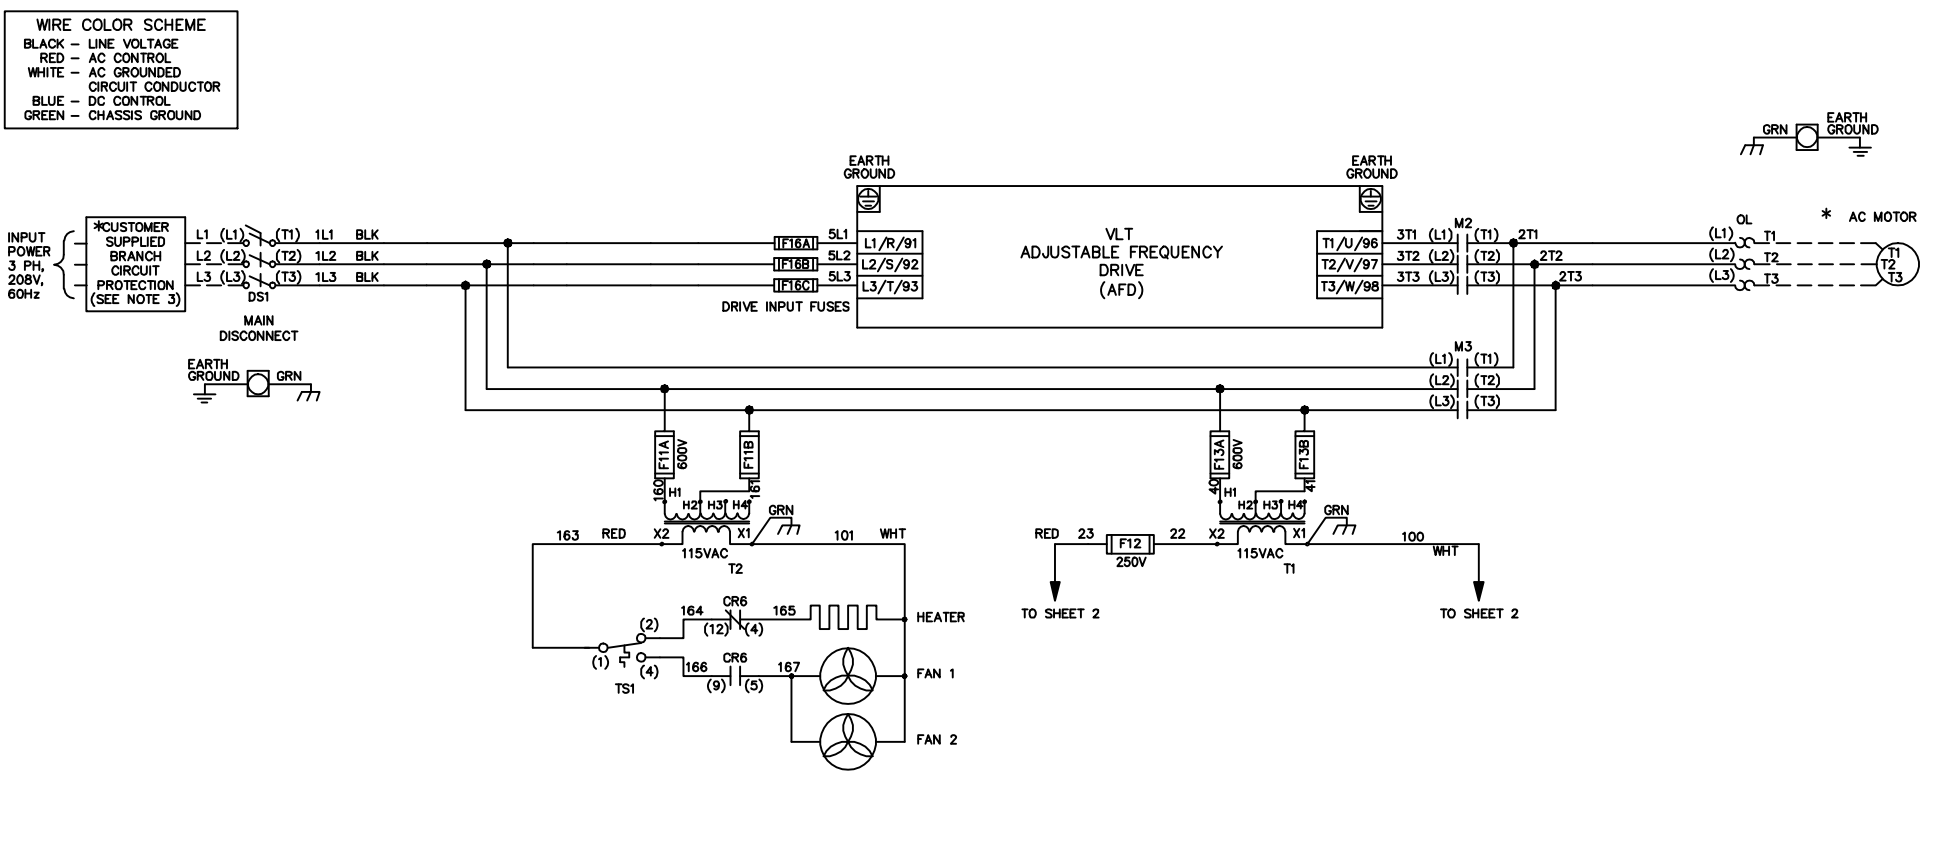 WIRE COLOR SCHEME
BLACK – LINE VOLTAGE
RED – AC CONTROL
WHITE – AC GROUNDED
CIRCUIT CONDUCTOR
BLUE – DC CONTROL
GREEN – CHASSIS GROUND
INPUT
POWER
3 PH,
208V,
60Hz
*CUSTOMER
SUPPLIED
BRANCH
CIRCUIT
PROTECTION
(SEE NOTE 3)
L1 (L1) (T1) 1L1 BLK
L2 (L2) (T2) 1L2 BLK
L3 (L3) (T3) 1L3 BLK
DS1
MAIN
DISCONNECT
EARTH
GROUND
GRN
F16A 5L1
F16B 5L2
F16C 5L3
DRIVE INPUT FUSES
EARTH
GROUND
L1/R/91
L2/S/92
L3/T/93
VLT
ADJUSTABLE FREQUENCY
DRIVE
(AFD)
EARTH
GROUND
T1/U/96
T2/V/97
T3/W/98
M2
3T1 (L1) (T1) 2T1
3T2 (L2) (T2) 2T2
3T3 (L3) (T3) 2T3
GRN
EARTH
GROUND
* AC MOTOR
OL
(L1) T1
(L2) T2
(L3) T3
T1
T2
T3
M3
(L1) (T1)
(L2) (T2)
(L3) (T3)
F11A
600V
F11B
160
161
H1
H2 H3 H4
GRN
163 RED X2 X1 101 WHT
115VAC
T2
F13A
600V
F13B
40
41
H1
H2 H3 H4
GRN
RED 23 F12 22 X2 X1 100
WHT
250V
115VAC
T1
TO SHEET 2
TO SHEET 2
164 CR6 165
(12) (4)
HEATER
(2)
(1)
(4)
TS1
166 CR6 167
(9) (5)
FAN 1
FAN 2